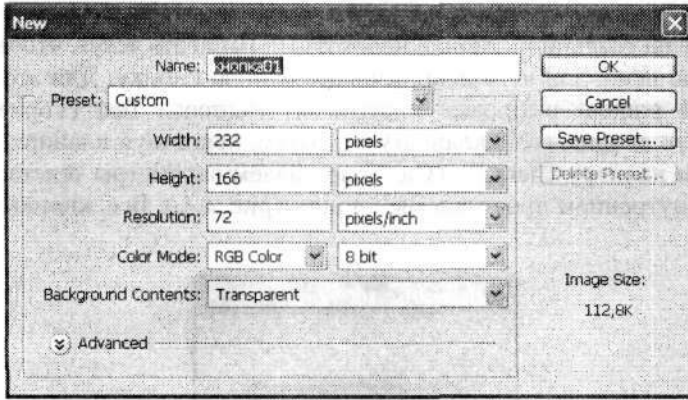 New
Name: кнопка01
OK
Preset: Custom
Cancel
Width: 232 pixels
Save Preset...
Height: 166 pixels
Delete Preset...
Resolution: 72 pixels/inch
Color Mode: RGB Color 8 bit
Image Size:
Background Contents: Transparent
112,8K
Advanced